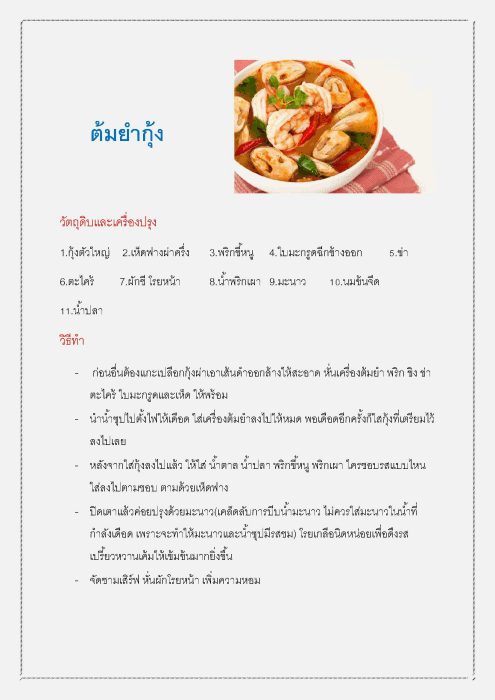 ต้มยำกุ้ง
วัตถุดิบและเครื่องปรุง
1.กุ้งตัวใหญ่ 2.เห็ดฟางผ่าครึ่ง 3.พริกขี้หนู 4.ใบมะกรูดฉีกข้างออก 5.ข่า
6.ตะไคร้ 7.ผักชี โรยหน้า 8.น้ำพริกเผา 9.มะนาว 10.นมข้นจืด
11.น้ำปลา
วิธีทำ
- ก่อนอื่นต้องแกะเปลือกกุ้งผ่าเอาเส้นดำออกล้างให้สะอาด หั่นเครื่องต้มยำ พริก ขิง ข่า
ตะไคร้ ใบมะกรูดและเห็ด ให้พร้อม
- นำน้ำซุปไปตั้งไฟให้เดือด ใส่เครื่องต้มยำลงไปให้หมด พอเดือดอีกครั้งก็ใส่กุ้งที่เตรียมไว้
ลงไปเลย
- หลังจากใส่กุ้งลงไปแล้ว ให้ใส่ น้ำตาล น้ำปลา พริกขี้หนู พริกเผา ใครชอบรสแบบไหน
ใส่ลงไปตามชอบ ตามด้วยเห็ดฟาง
- ปิดเตาแล้วค่อยปรุงด้วยมะนาว(เคล็ดลับการบีบน้ำมะนาว ไม่ควรใส่มะนาวในน้ำที่
กำลังเดือด เพราะจะทำให้มะนาวและน้ำซุปมีรสขม) โรยเกลือนิดหน่อยเพื่อดึงรส
เปรี้ยวหวานเค็มให้เข้มข้นมากยิ่งขึ้น
- จัดชามเสิร์ฟ หั่นผักโรยหน้า เพิ่มความหอม